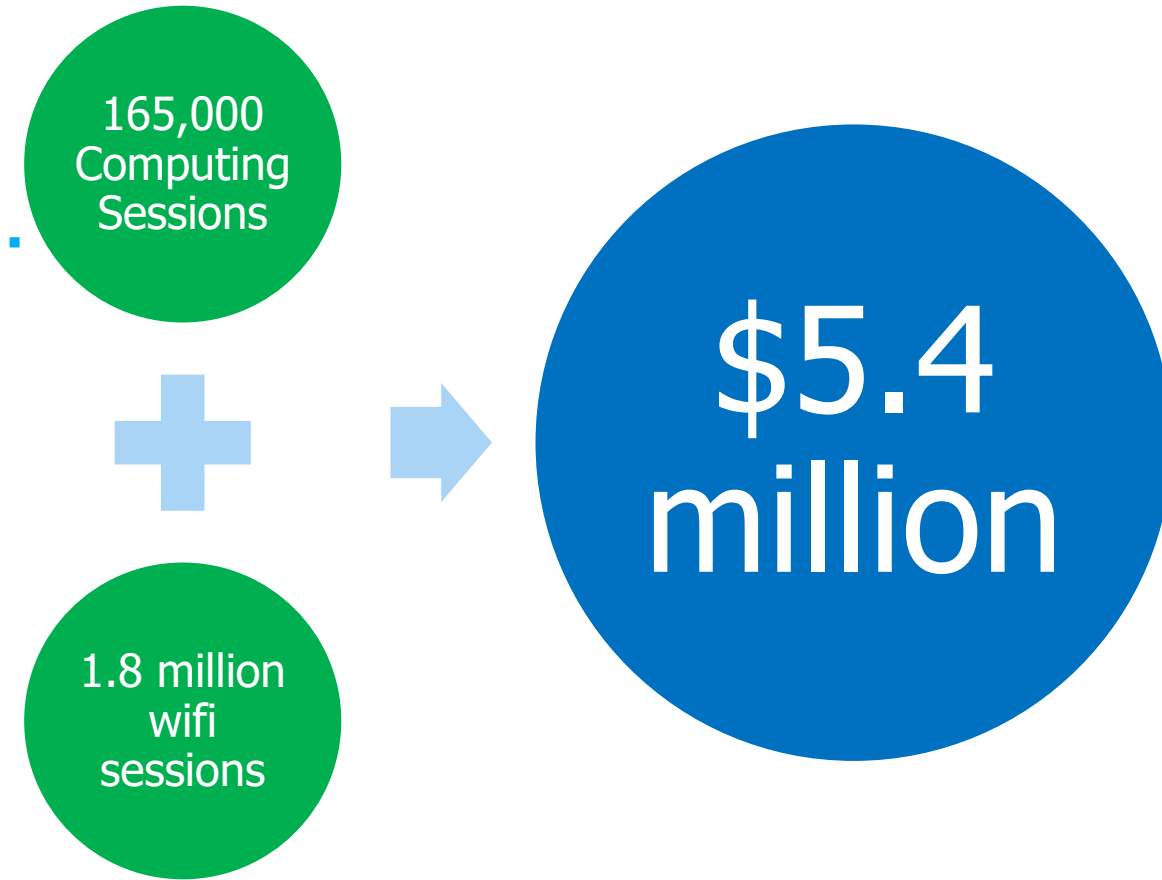 165,000
Computing
Sessions
1.8 million
wifi
sessions
$5.4
million